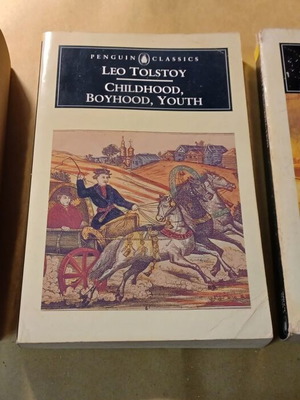 PENGUIN CLASSICS
LEO TOLSTOY
CHILDHOOD,
BOYHOOD, YOUTH